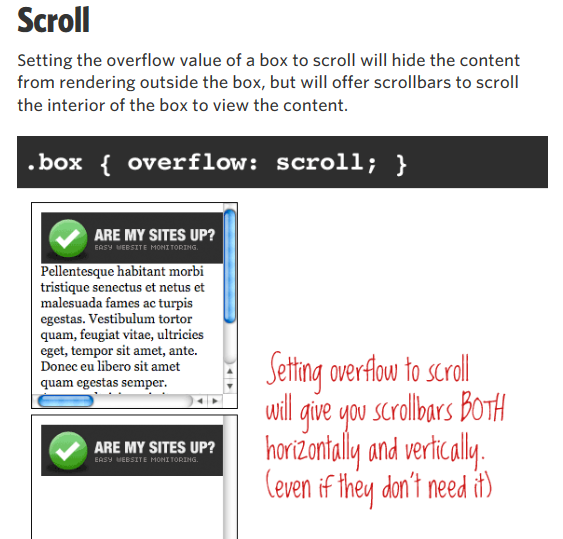 Scroll
Setting the overflow value of a box to scroll will hide the content
from rendering outside the box, but will offer scrollbars to scroll
the interior of the box to view the content.
.box { overflow: scroll; }
ARE MY SITES UP?
EASY WEBSITE MONITORING.
Pellentesque habitant morbi
tristique senectus et netus et
malesuada fames ac turpis
egestas. Vestibulum tortor
quam, feugiat vitae, ultricies
eget, tempor sit amet, ante.
Donec eu libero sit amet
quam egestas semper.
Setting overflow to scroll
will give you scrollbars BOTH
horizontally and vertically.
(even if they don't need it)
ARE MY SITES UP?
EASY WEBSITE MONITORING.